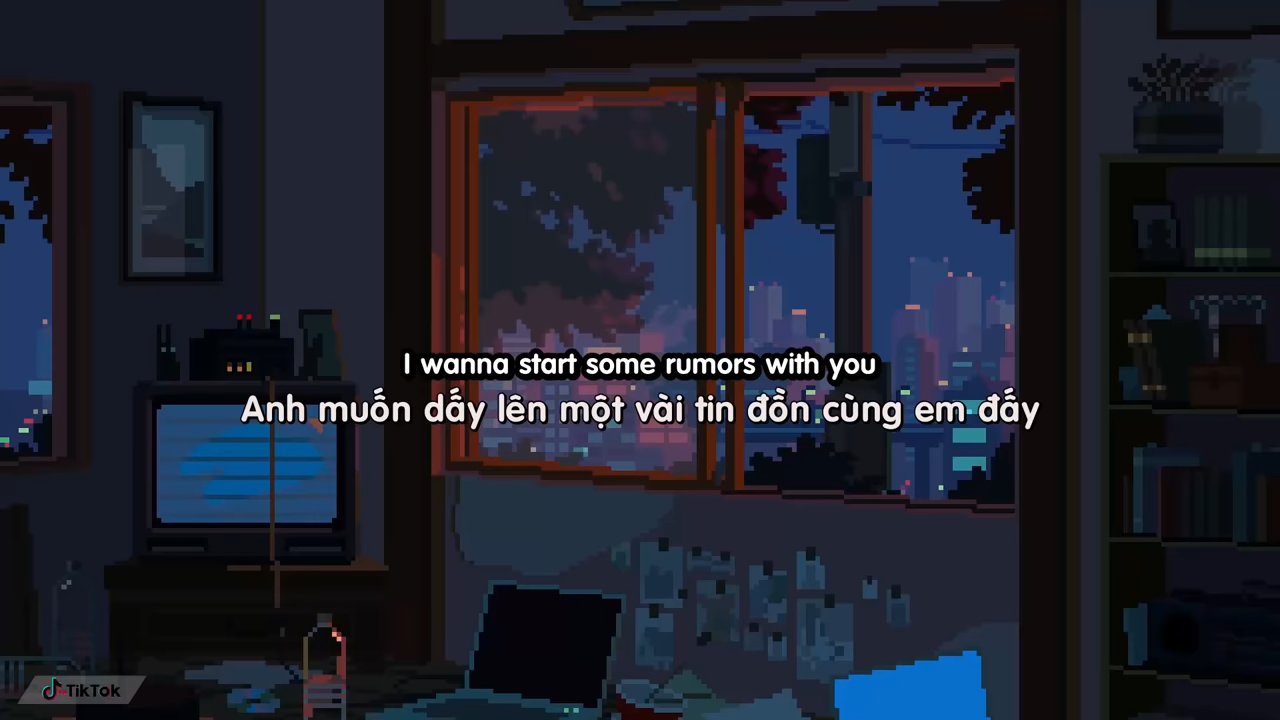 I wanna start some rumors with you
Anh muốn dấy lên một vài tin đồn cùng em đấy
TikTok